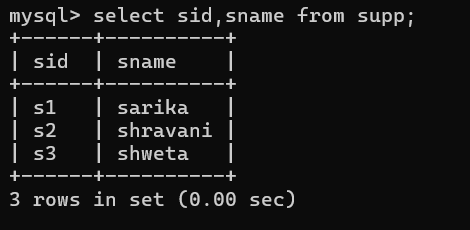 mysql> select sid,sname from supp;
+------+----------+
| sid  | sname    |
+------+----------+
| s1   | sarika   |
| s2   | shravani |
| s3   | shweta   |
+------+----------+
3 rows in set (0.00 sec)